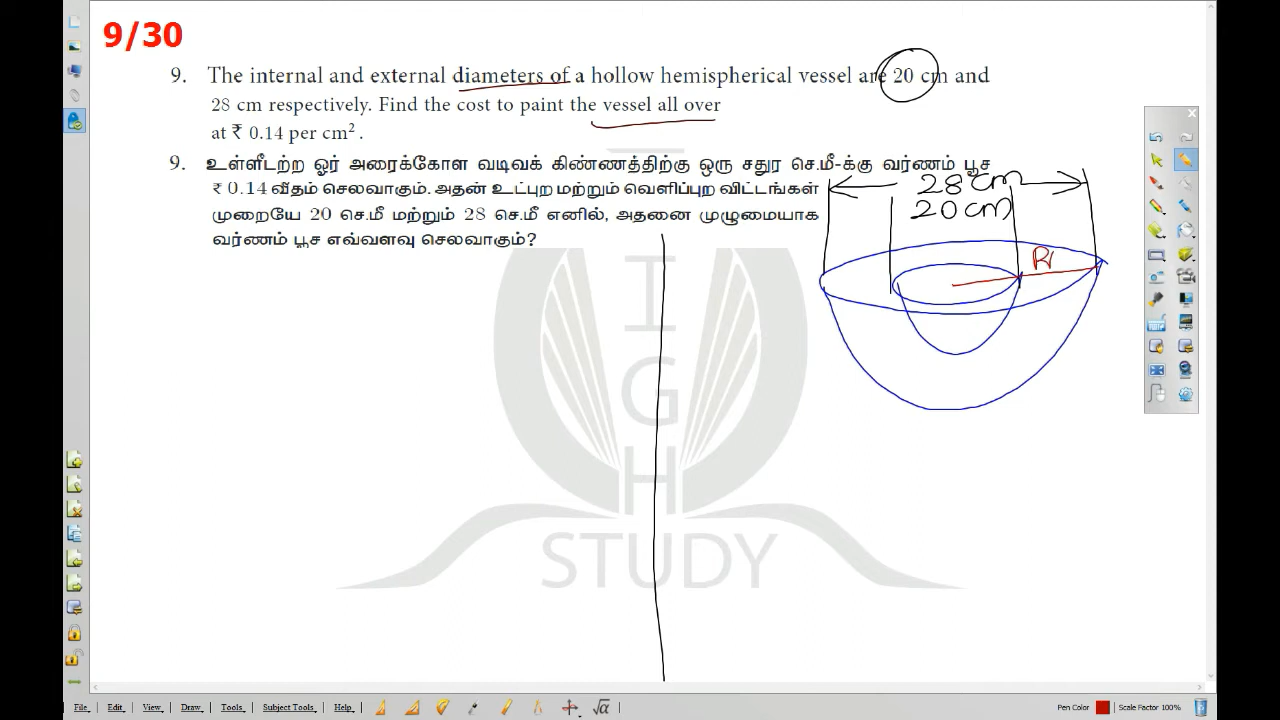 9/30
9. The internal and external diameters of a hollow hemispherical vessel are 20 cm and
28 cm respectively. Find the cost to paint the vessel all over
at ₹ 0.14 per cm².
9. உள்ளீடற்ற ஓர் அரைக்கோள வடிவக் கிண்ணத்திற்கு ஒரு சதுர செ.மீ-க்கு வர்ணம் பூச
₹ 0.14 வீதம் செலவாகும். அதன் உட்புற மற்றும் வெளிப்புற விட்டங்கள்
முறையே 20 செ.மீ மற்றும் 28 செ.மீ எனில், அதனை முழுமையாக
வர்ணம் பூச எவ்வளவு செலவாகும்?
28 cm
20 cm
R
I
G
H
STUDY
File Edit View Draw Tools Subject Tools Help √α
Pen Color Scale Factor 100%